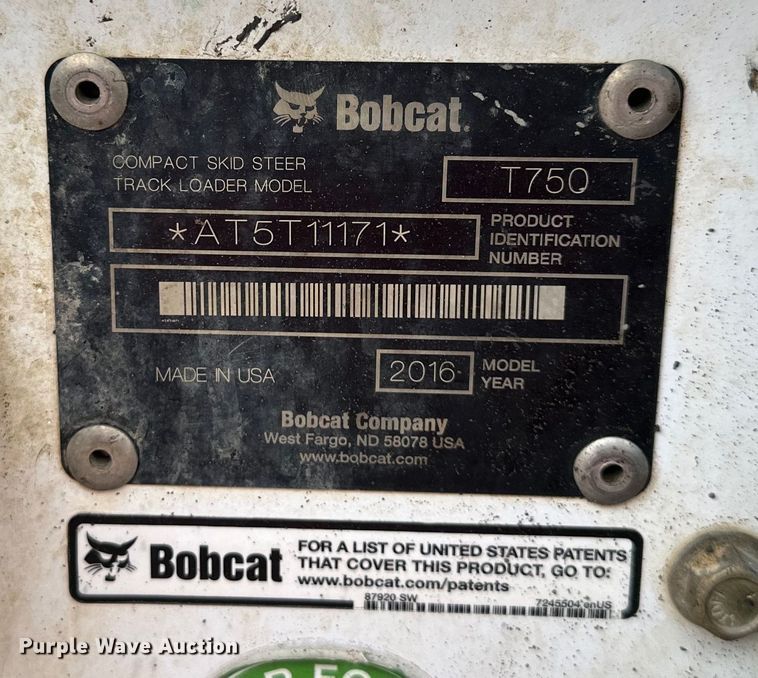 Bobcat.
COMPACT SKID STEER
TRACK LOADER MODEL
T750
*AT5T11171*
PRODUCT
IDENTIFICATION
NUMBER
MADE IN USA
2016
MODEL
YEAR
Bobcat Company
West Fargo, ND 58078 USA
www.bobcat.com
Bobcat
FOR A LIST OF UNITED STATES PATENTS
THAT COVER THIS PRODUCT, GO TO:
www.bobcat.com/patents
87920 SW
7245504 enUS
Purple Wave Auction